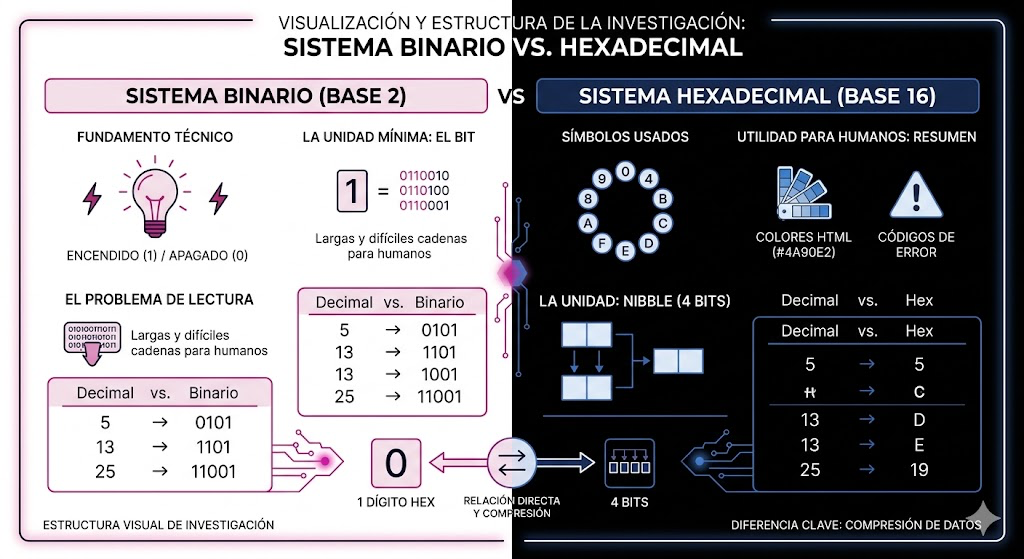 VISUALIZACIÓN Y ESTRUCTURA DE LA INVESTIGACIÓN:
SISTEMA BINARIO VS. HEXADECIMAL
SISTEMA BINARIO (BASE 2)
VS
SISTEMA HEXADECIMAL (BASE 16)
FUNDAMENTO TÉCNICO
ENCENDIDO (1) / APAGADO (0)
LA UNIDAD MÍNIMA: EL BIT
1 =
0110010
0110100
0110001
Largas y difíciles cadenas
para humanos
EL PROBLEMA DE LECTURA
Largas y difíciles
cadenas para humanos
Decimal vs. Binario
5 → 0101
13 → 1101
25 → 11001
Decimal vs. Binario
5 → 0101
13 → 1101
13 → 1001
25 → 11001
SÍMBOLOS USADOS
0
4
B
C
D
E
F
A
8
9
UTILIDAD PARA HUMANOS: RESUMEN
COLORES HTML
(#4A90E2)
CÓDIGOS DE
ERROR
LA UNIDAD: NIBBLE (4 BITS)
Decimal vs. Hex
Decimal vs. Hex
5 → 5
→ C
13 → D
13 → E
25 → 19
0
1 DÍGITO HEX
RELACIÓN DIRECTA
Y COMPRESIÓN
4 BITS
ESTRUCTURA VISUAL DE INVESTIGACIÓN
DIFERENCIA CLAVE: COMPRESIÓN DE DATOS